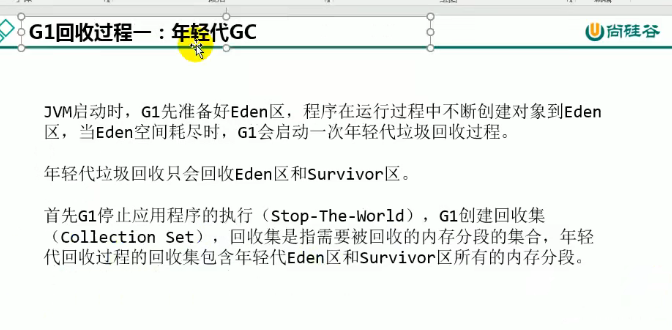 G1回收过程一：年轻代GC
尚硅谷
JVM启动时，G1先准备好Eden区，程序在运行过程中不断创建对象到Eden
区，当Eden空间耗尽时，G1会启动一次年轻代垃圾回收过程。
年轻代垃圾回收只会回收Eden区和Survivor区。
首先G1停止应用程序的执行（Stop-The-World），G1创建回收集
（Collection Set），回收集是指需要被回收的内存分段的集合，年轻
代回收过程的回收集包含年轻代Eden区和Survivor区所有的内存分段。